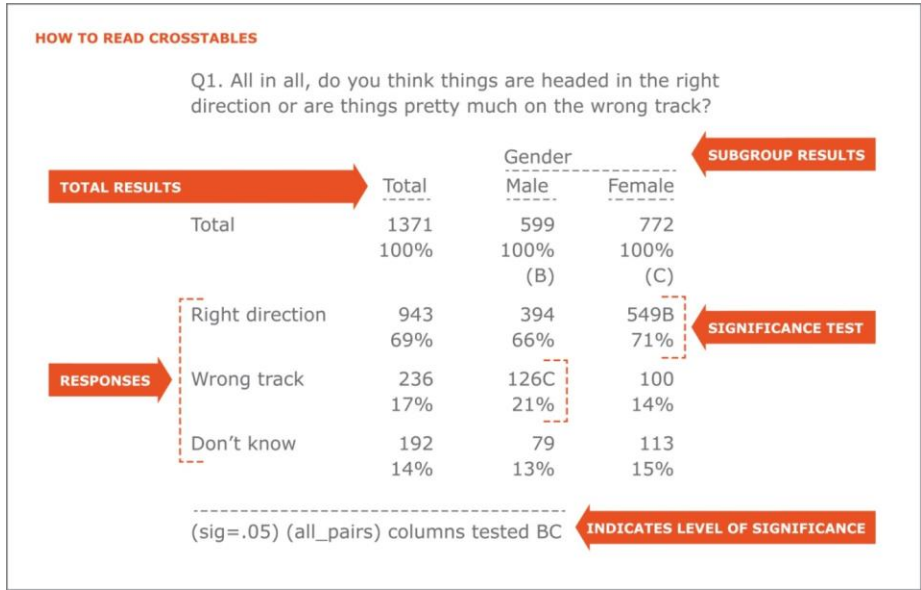 HOW TO READ CROSSTABLES
Q1. All in all, do you think things are headed in the right
direction or are things pretty much on the wrong track?
Gender
SUBGROUP RESULTS
TOTAL RESULTS
Total Male Female
Total 1371 599 772
100% 100% 100%
(B) (C)
Right direction 943 394 549B
69% 66% 71%
SIGNIFICANCE TEST
RESPONSES
Wrong track 236 126C 100
17% 21% 14%
Don't know 192 79 113
14% 13% 15%
(sig=.05) (all_pairs) columns tested BC
INDICATES LEVEL OF SIGNIFICANCE